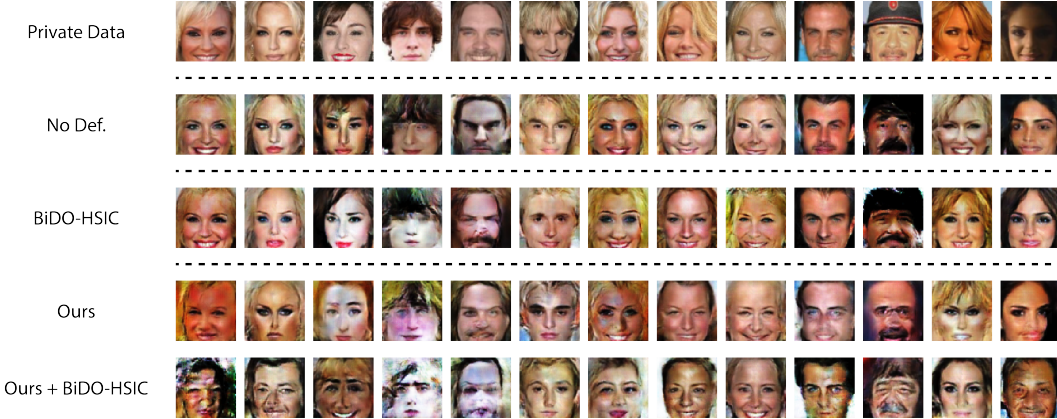 Private Data
No Def.
BiDO-HSIC
Ours
Ours + BiDO-HSIC